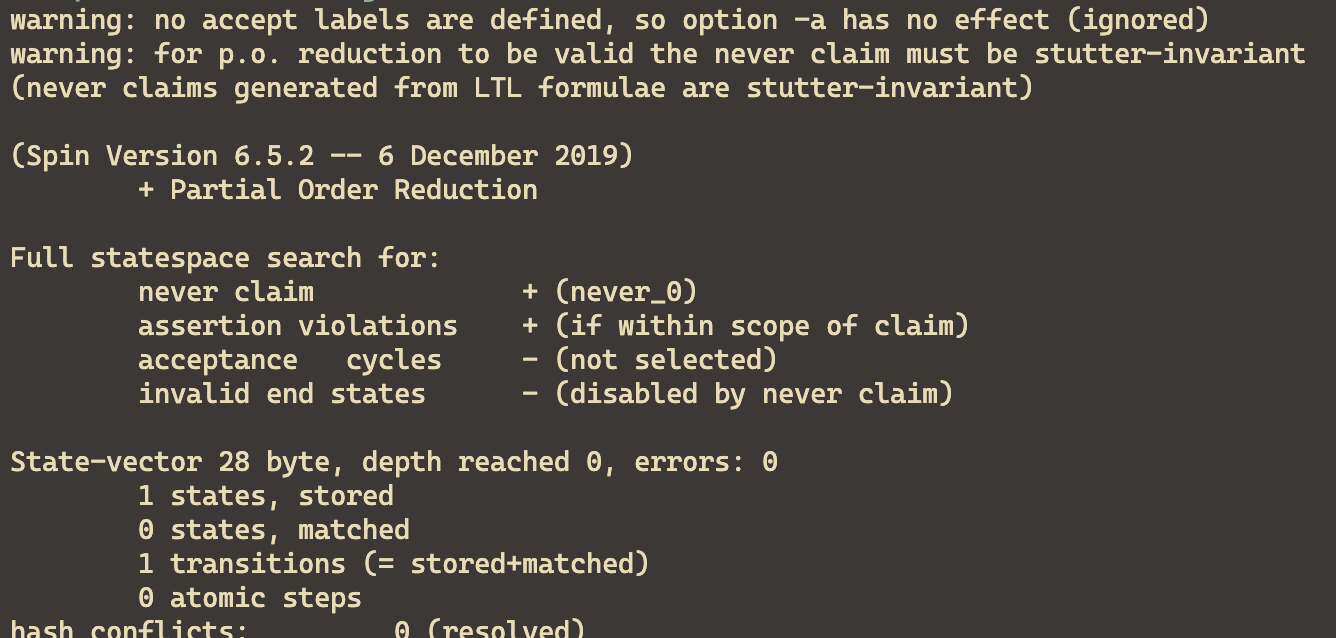 warning: no accept labels are defined, so option -a has no effect (ignored)
warning: for p.o. reduction to be valid the never claim must be stutter-invariant
(never claims generated from LTL formulae are stutter-invariant)
(Spin Version 6.5.2 -- 6 December 2019)
+ Partial Order Reduction
Full statespace search for:
never claim + (never_0)
assertion violations + (if within scope of claim)
acceptance cycles - (not selected)
invalid end states - (disabled by never claim)
State-vector 28 byte, depth reached 0, errors: 0
1 states, stored
0 states, matched
1 transitions (= stored+matched)
0 atomic steps
hash conflicts: 0 (resolved)